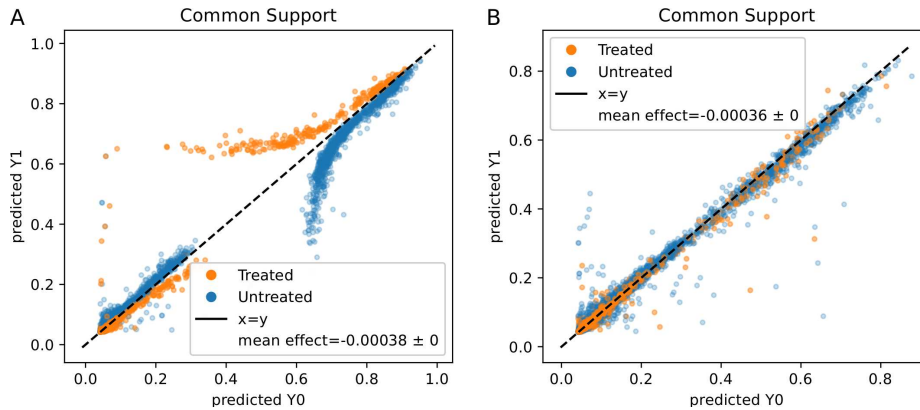 A
Common Support
1.0
0.8
0.6
0.4
0.2
0.0
predicted Y1
Treated
Untreated
x=y
mean effect=-0.00038 ± 0
0.0 0.2 0.4 0.6 0.8 1.0
predicted Y0
B
Common Support
0.8
0.6
0.4
0.2
0.0
predicted Y1
Treated
Untreated
x=y
mean effect=-0.00036 ± 0
0.0 0.2 0.4 0.6 0.8
predicted Y0